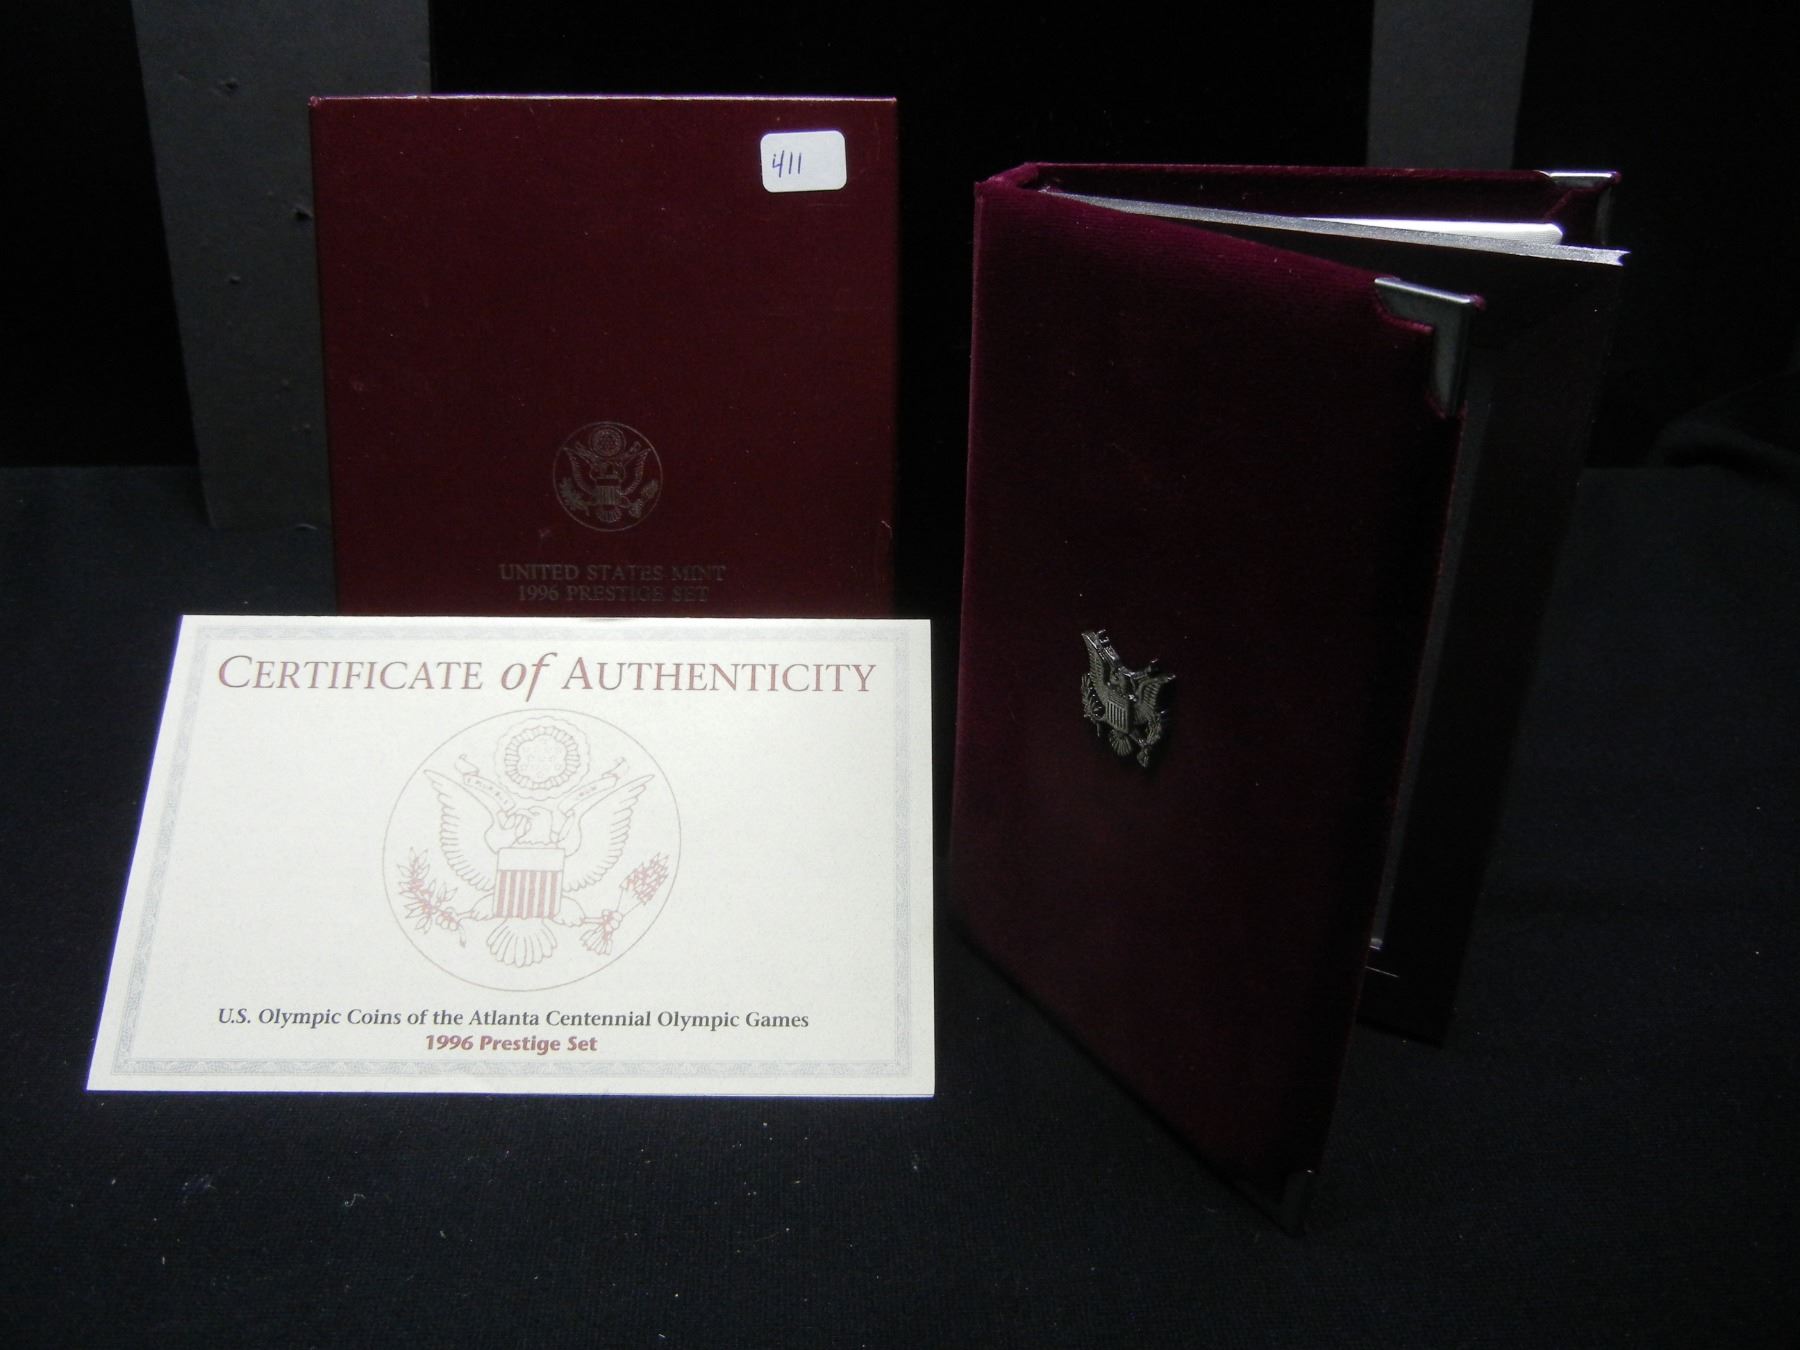 411
UNITED STATES MINT
1996 PRESTIGE SET
CERTIFICATE of AUTHENTICITY
U.S. Olympic Coins of the Atlanta Centennial Olympic Games
1996 Prestige Set